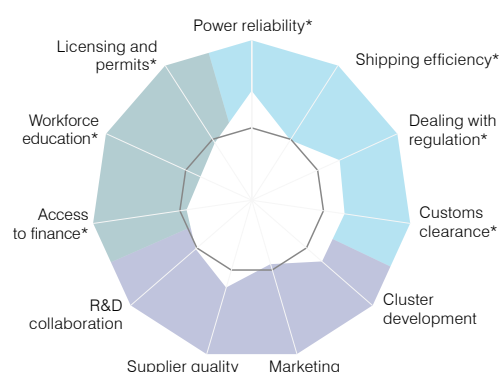 Power reliability*
Licensing and
permits*
Shipping efficiency*
Workforce
education*
Dealing with
regulation*
Access
to finance*
Customs
clearance*
R&D
collaboration
Cluster
development
Supplier quality
Marketing